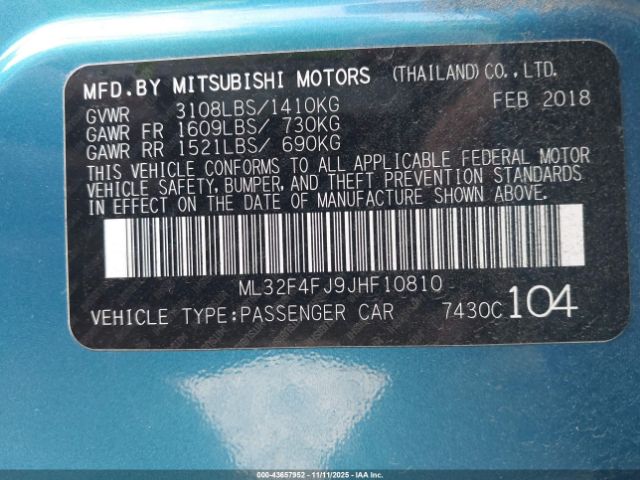 MFD.BY MITSUBISHI MOTORS (THAILAND) CO.,LTD.
GVWR 3108LBS/1410KG FEB 2018
GAWR FR 1609LBS/ 730KG
GAWR RR 1521LBS/ 690KG
THIS VEHICLE CONFORMS TO ALL APPLICABLE FEDERAL MOTOR
VEHICLE SAFETY, BUMPER, AND THEFT PREVENTION STANDARDS
IN EFFECT ON THE DATE OF MANUFACTURE SHOWN ABOVE.
ML32F4FJ9JHF10810
VEHICLE TYPE:PASSENGER CAR 7430C 104
000-43657952 - 11/11/2025 - IAAI.COM